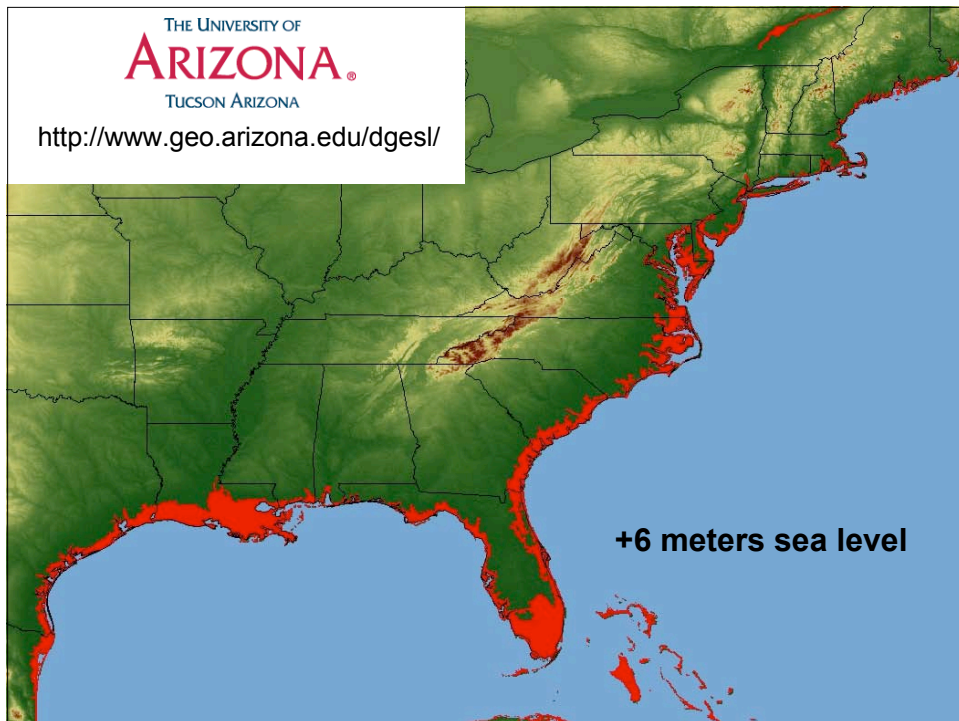 THE UNIVERSITY OF
ARIZONA®
TUCSON ARIZONA
http://www.geo.arizona.edu/dgesl/
+6 meters sea level